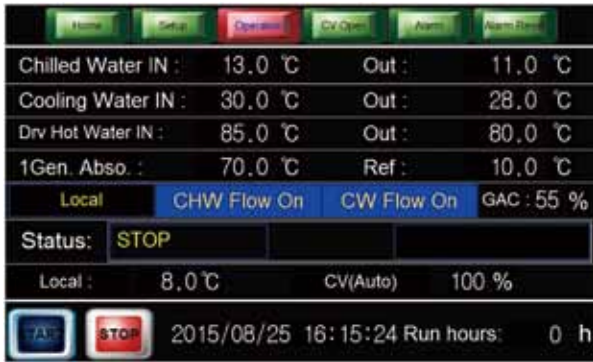 Home Setup Operation CV Open Alarm Alarm Reset
Chilled Water IN : 13.0 ℃ Out : 11.0 ℃
Cooling Water IN : 30.0 ℃ Out : 28.0 ℃
Drv Hot Water IN : 85.0 ℃ Out : 80.0 ℃
1Gen. Abso. : 70.0 ℃ Ref : 10.0 ℃
Local CHW Flow On CW Flow On GAC : 55 %
Status: STOP
Local : 8.0℃ CV(Auto) 100 %
STOP 2015/08/25 16:15:24 Run hours: 0 h